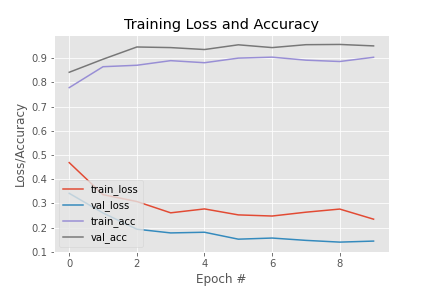 Training Loss and Accuracy
Loss/Accuracy
0.9
0.8
0.7
0.6
0.5
0.4
0.3
0.2
0.1
train_loss
val_loss
train_acc
val_acc
0 2 4 6 8
Epoch #